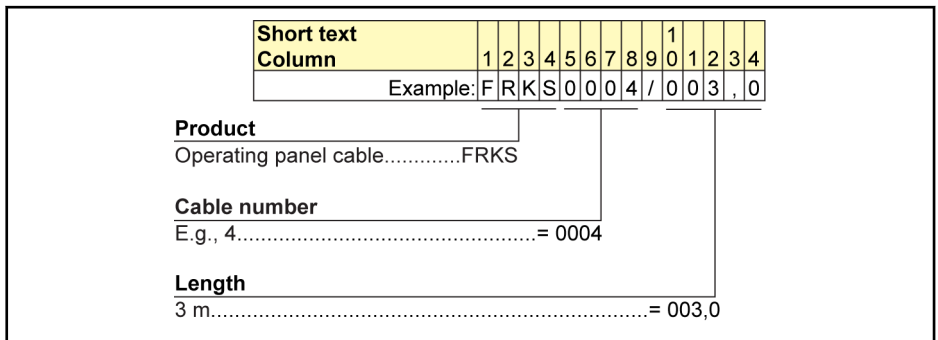 Short text 1
Column 1 2 3 4 5 6 7 8 9 0 1 2 3 4
Example: F R K S 0 0 0 4 / 0 0 3 , 0
Product
Operating panel cable.............FRKS
Cable number
E.g., 4..................................................= 0004
Length
3 m.........................................................................= 003,0